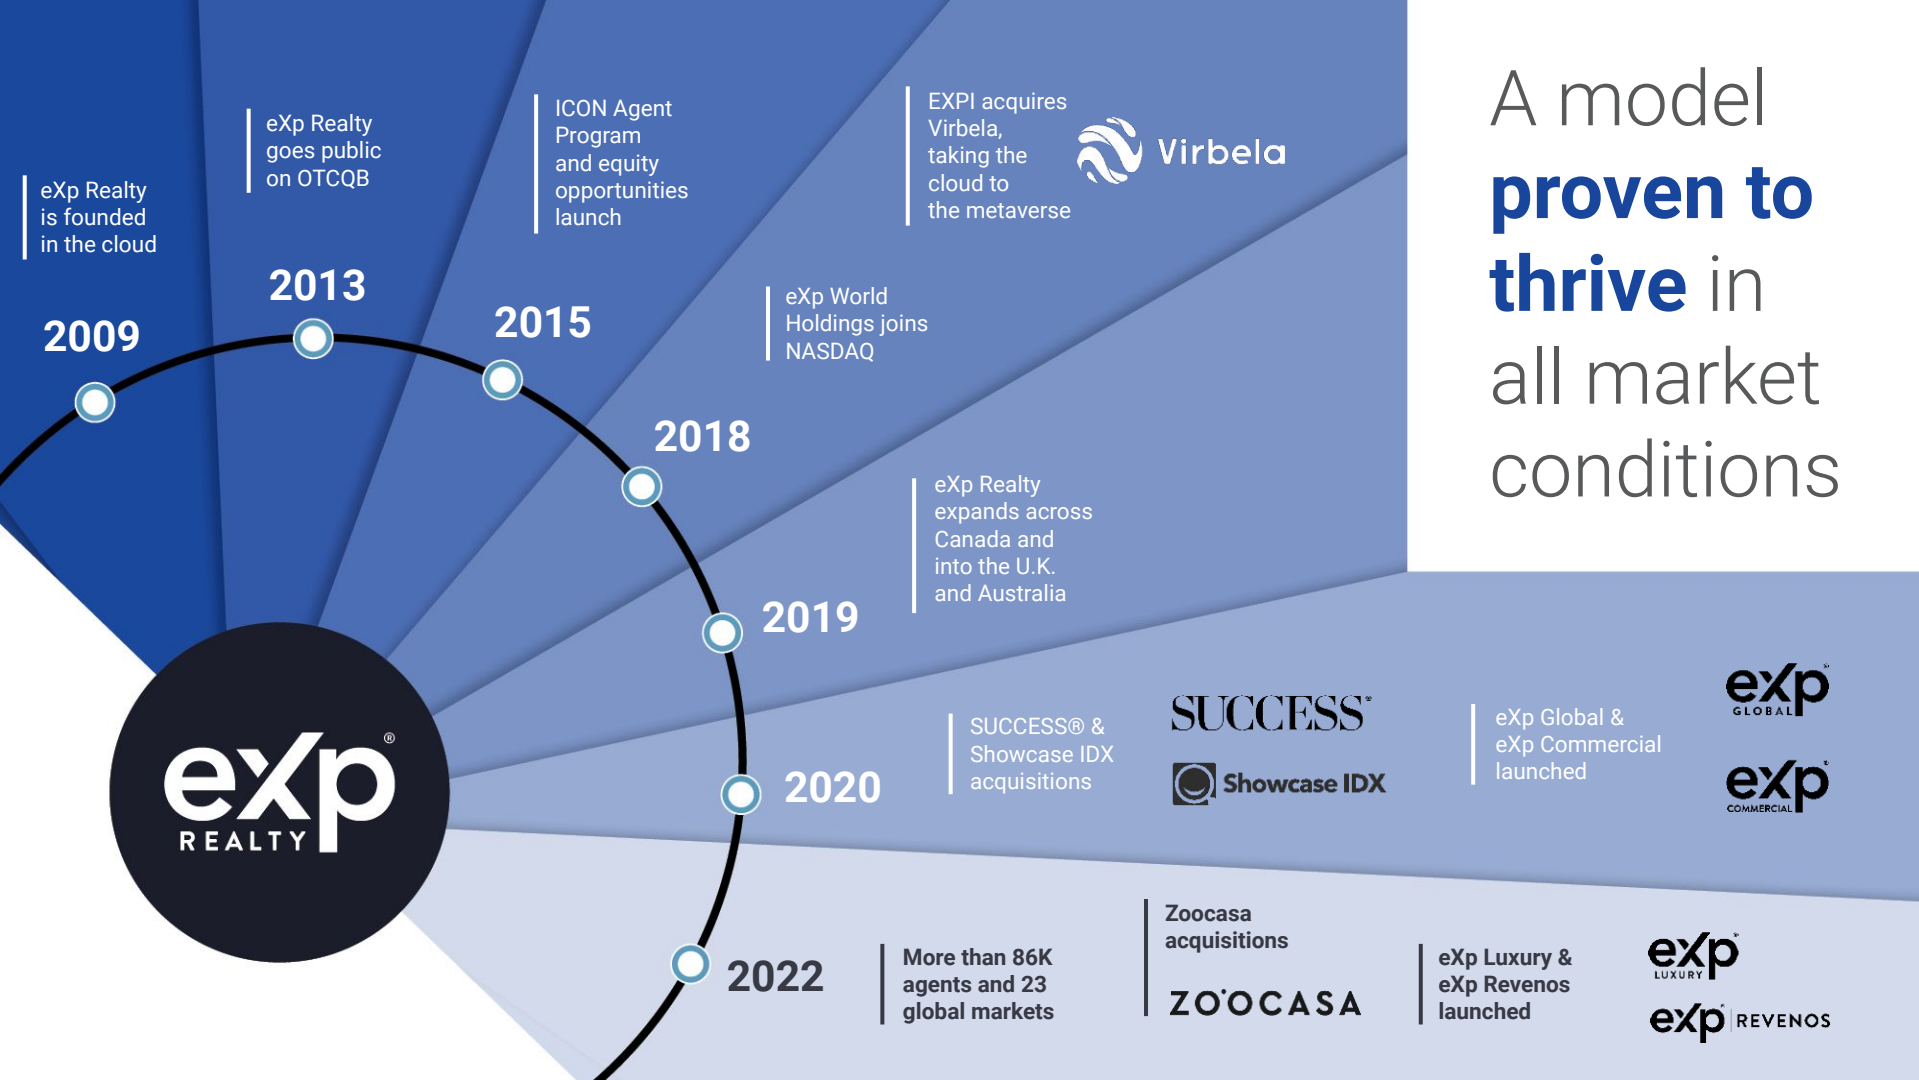 A model
proven to
thrive in
all market
conditions
eXp Realty
is founded
in the cloud
2009
eXp Realty
goes public
on OTCQB
2013
ICON Agent
Program
and equity
opportunities
launch
2015
eXp World
Holdings joins
NASDAQ
2018
EXPI acquires
Virbela,
taking the
cloud to
the metaverse
Virbela
eXp Realty
expands across
Canada and
into the U.K.
and Australia
2019
2020
SUCCESS® &
Showcase IDX
acquisitions
SUCCESS®
Showcase IDX
eXp Global &
eXp Commercial
launched
eXp®
GLOBAL
eXp®
COMMERCIAL
eXp®
REALTY
2022
More than 86K
agents and 23
global markets
Zoocasa
acquisitions
ZOOCASA
eXp Luxury &
eXp Revenos
launched
eXp®
LUXURY
eXp® REVENOS